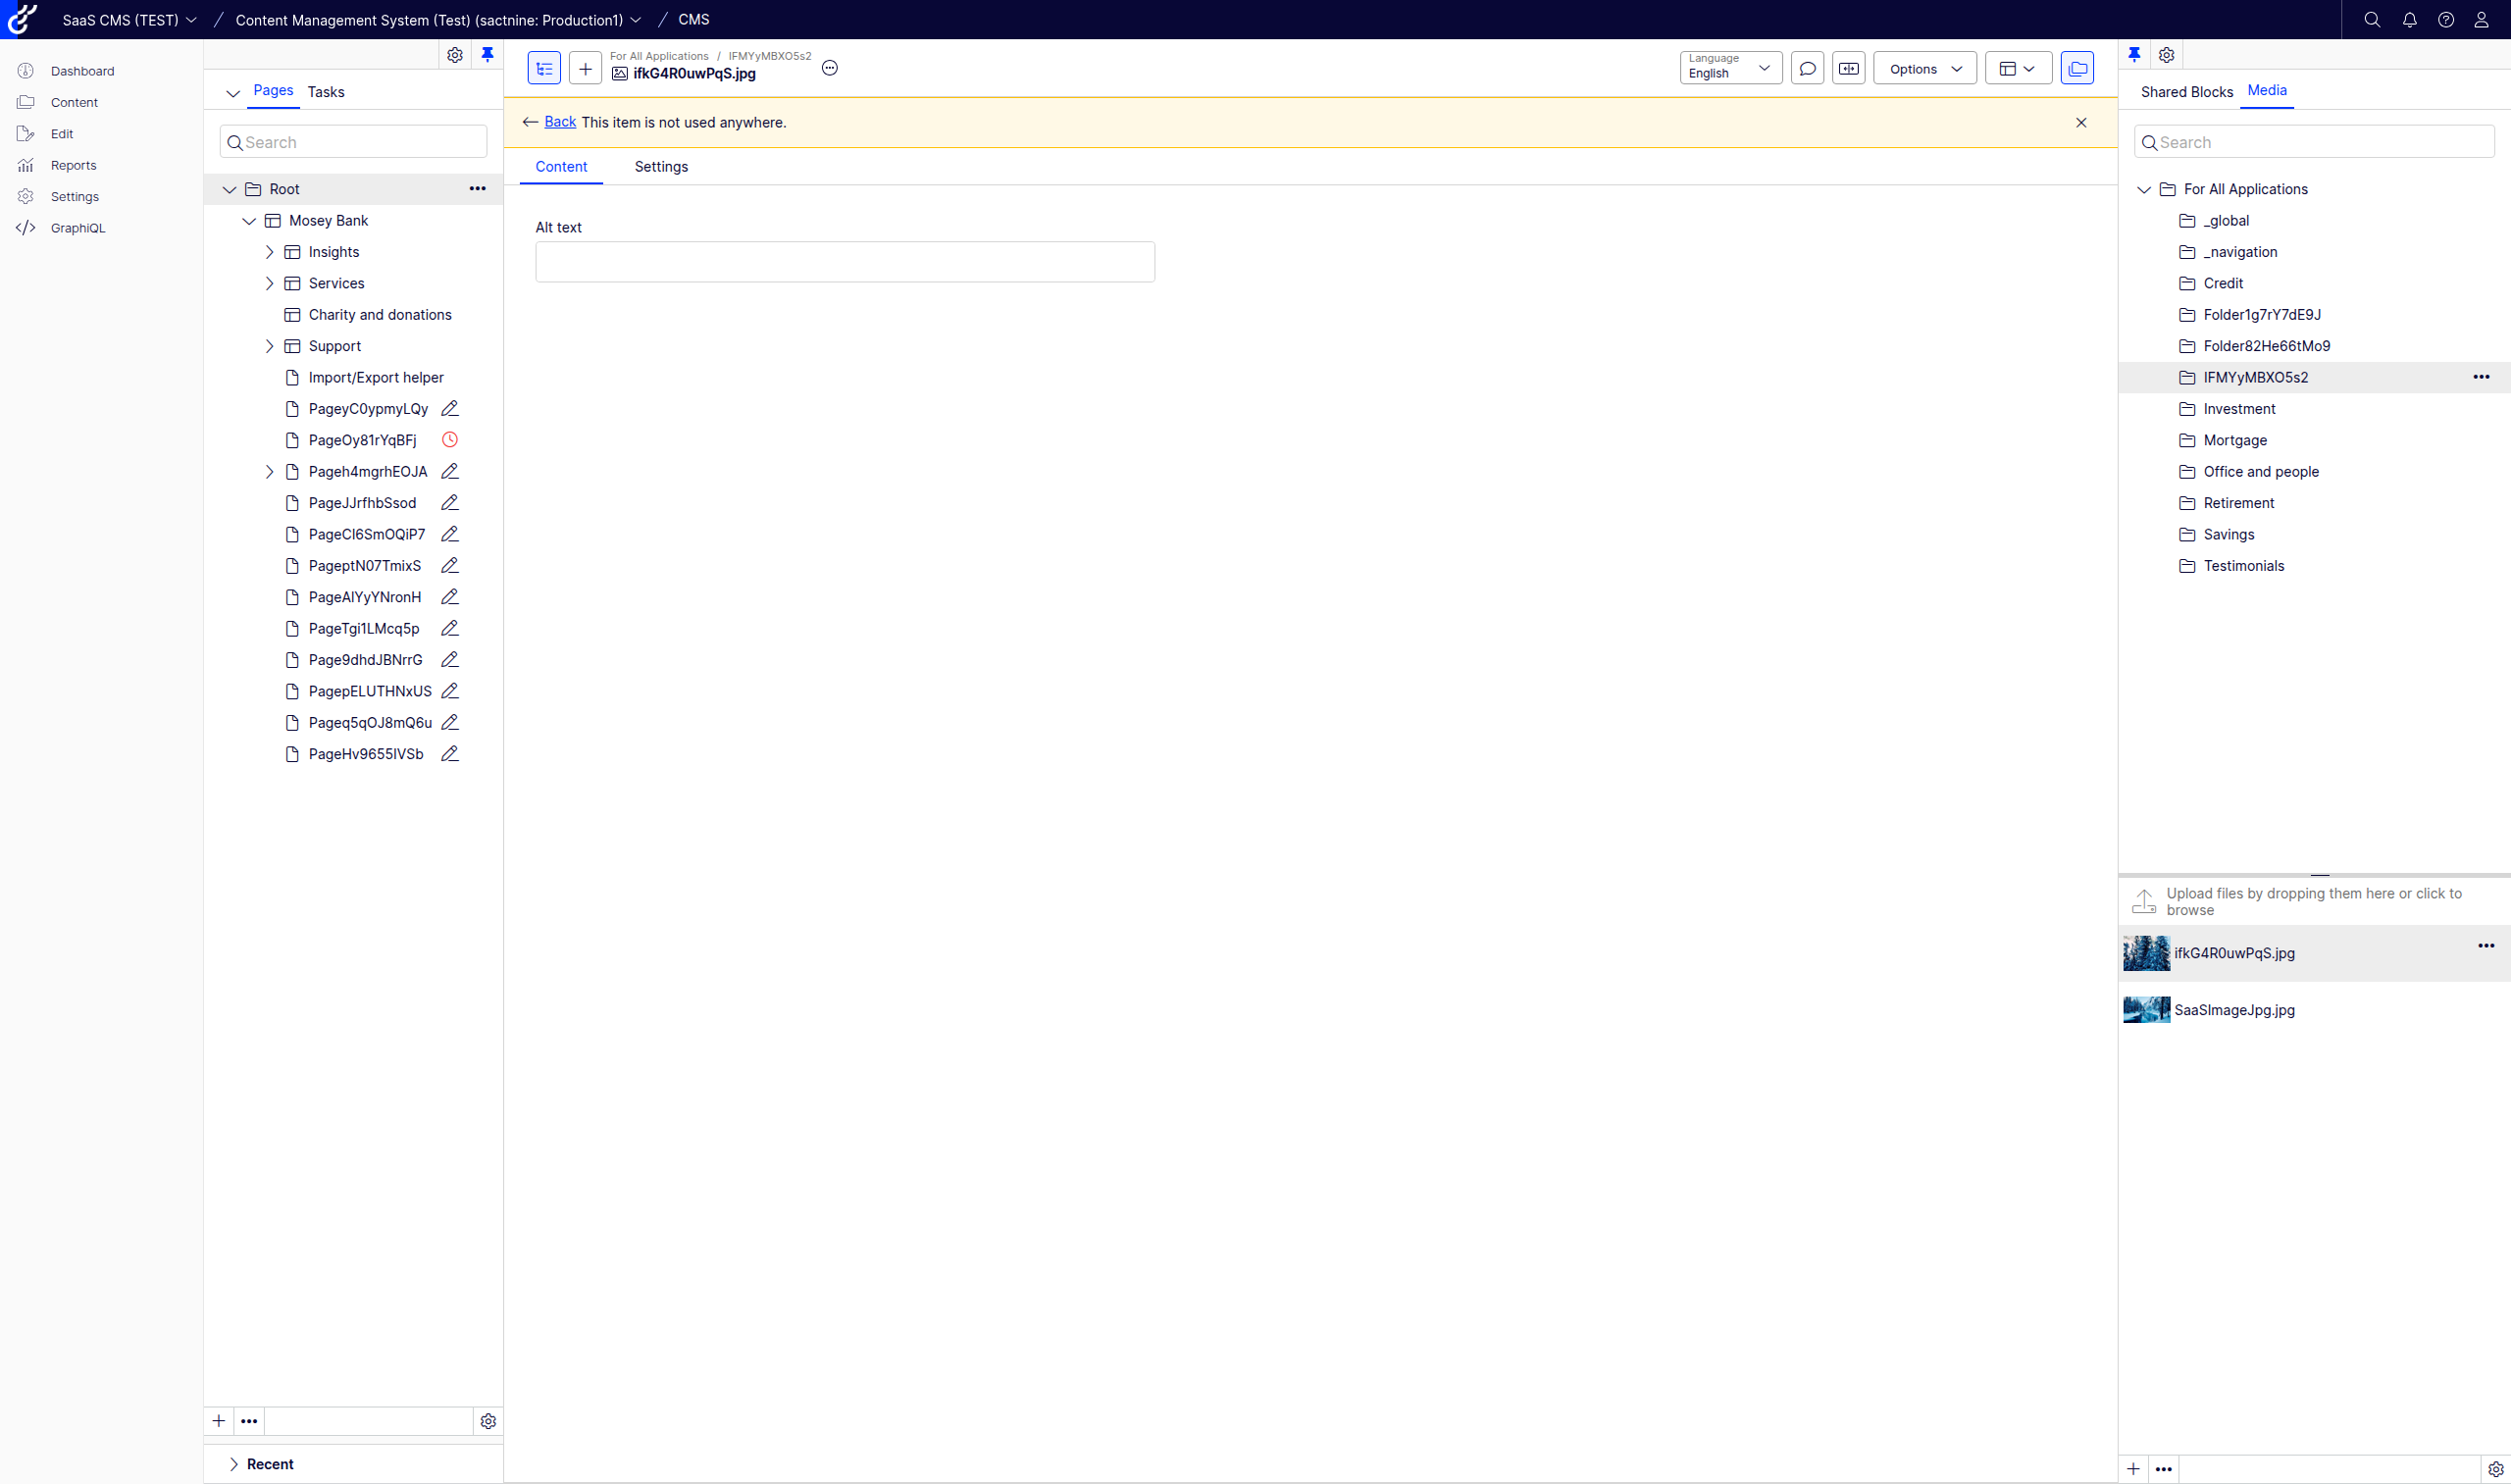 SaaS CMS (TEST) / Content Management System (Test) (sactnine: Production1) / CMS
Dashboard
Content
Edit
Reports
Settings
GraphiQL
Pages Tasks
Search
Root
Mosey Bank
Insights
Services
Charity and donations
Support
Import/Export helper
PageyC0ypmyLQy
PageOy81rYqBFj
Pageh4mgrhEOJA
PageJJrfhbSsod
PageCl6SmOQiP7
PageptN07TmixS
PageAlYyYNronH
PageTgi1LMcq5p
Page9dhdJBNrrG
PagepELUTHNxUS
Pageq5qOJ8mQ6u
PageHv9655IVSb
Recent
For All Applications / IFMYyMBXO5s2
ifkG4R0uwPqS.jpg
Language
English
Options
Back This item is not used anywhere.
Content Settings
Alt text
Shared Blocks Media
Search
For All Applications
_global
_navigation
Credit
Folder1g7rY7dE9J
Folder82He66tMo9
IFMYyMBXO5s2
Investment
Mortgage
Office and people
Retirement
Savings
Testimonials
Upload files by dropping them here or click to
browse
ifkG4R0uwPqS.jpg
SaaSImageJpg.jpg